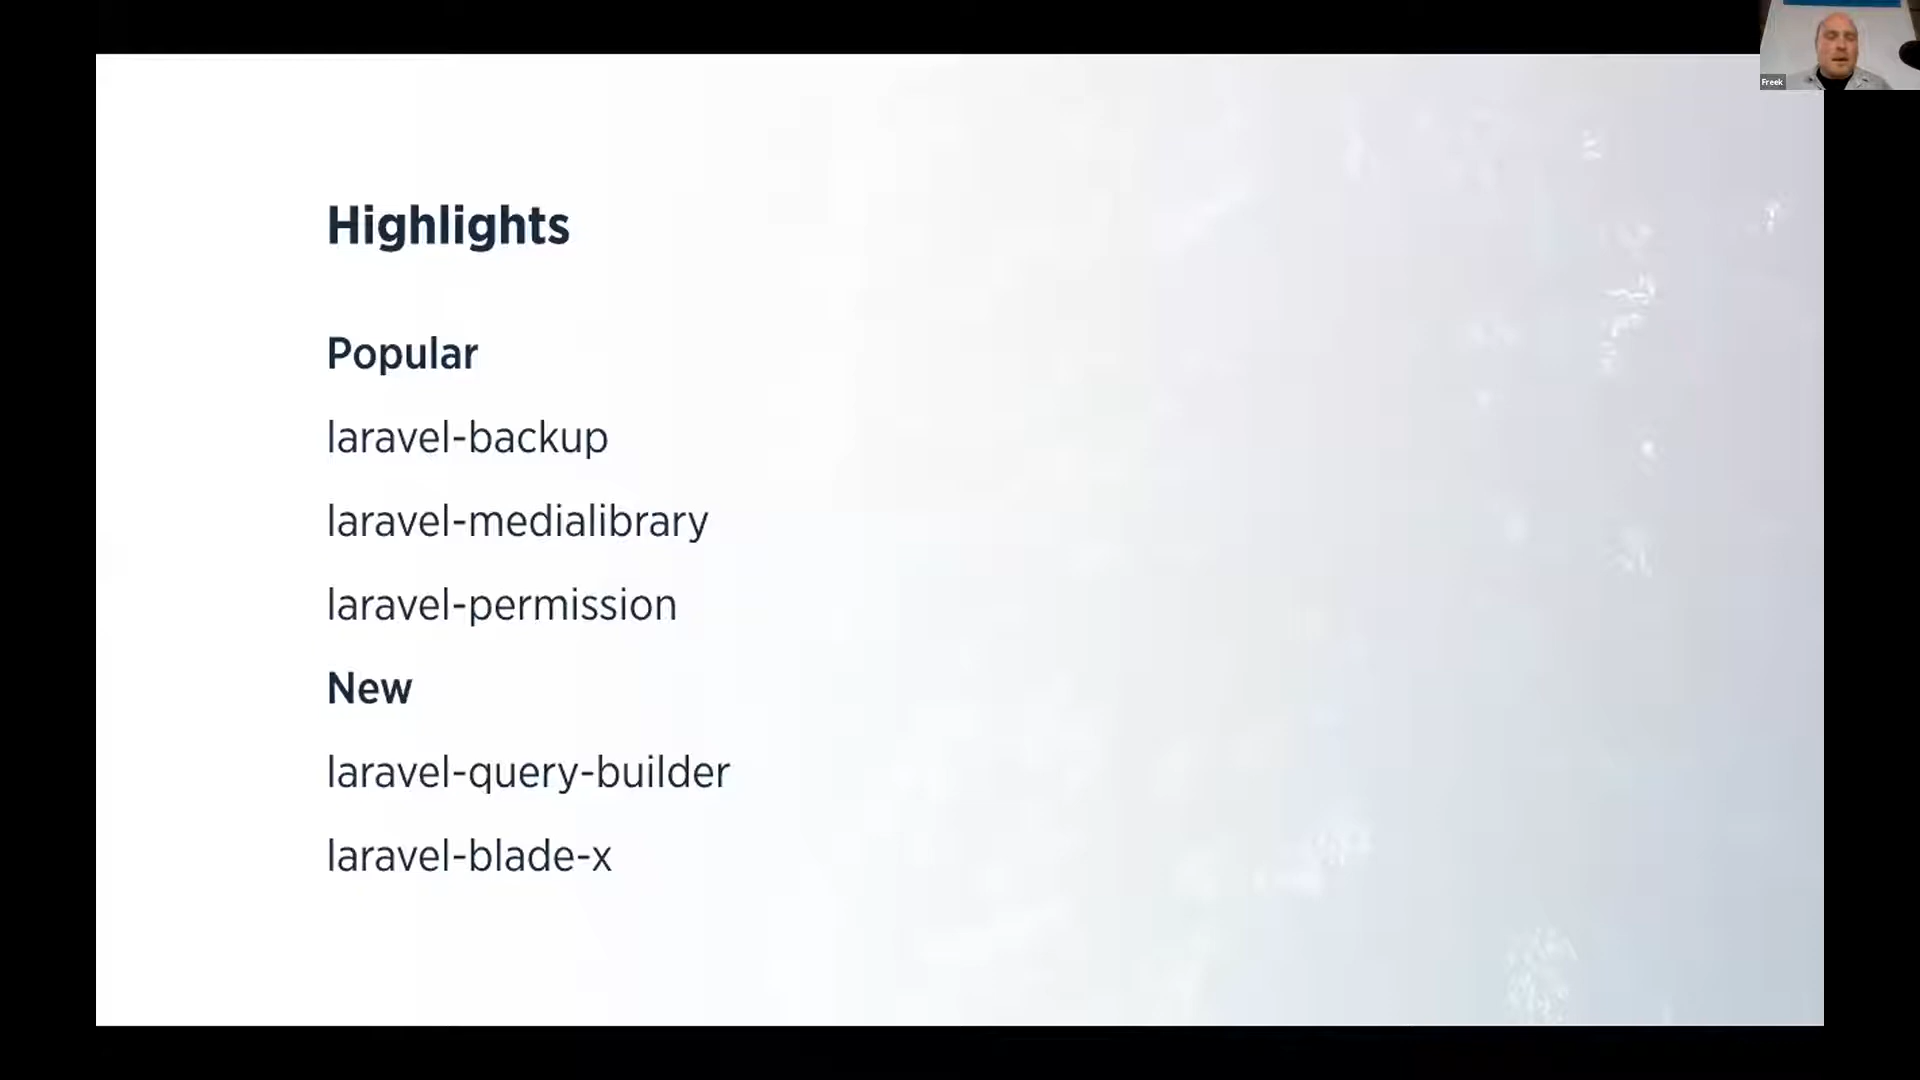 Highlights
Popular
laravel-backup
laravel-medialibrary
laravel-permission
New
laravel-query-builder
laravel-blade-x
Freek